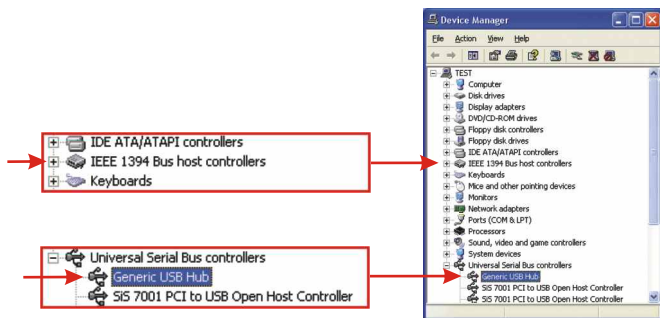 IDE ATA/ATAPI controllers
IEEE 1394 Bus host controllers
Keyboards
Universal Serial Bus controllers
Generic USB Hub
SiS 7001 PCI to USB Open Host Controller
Device Manager
File Action View Help
TEST
Computer
Disk drives
Display adapters
DVD/CD-ROM drives
Floppy disk controllers
Floppy disk drives
IDE ATA/ATAPI controllers
IEEE 1394 Bus host controllers
Keyboards
Mice and other pointing devices
Monitors
Network adapters
Ports (COM & LPT)
Processors
Sound, video and game controllers
System devices
Universal Serial Bus controllers
Generic USB Hub
SiS 7001 PCI to USB Open Host Controller
SiS 7001 PCI to USB Open Host Controller